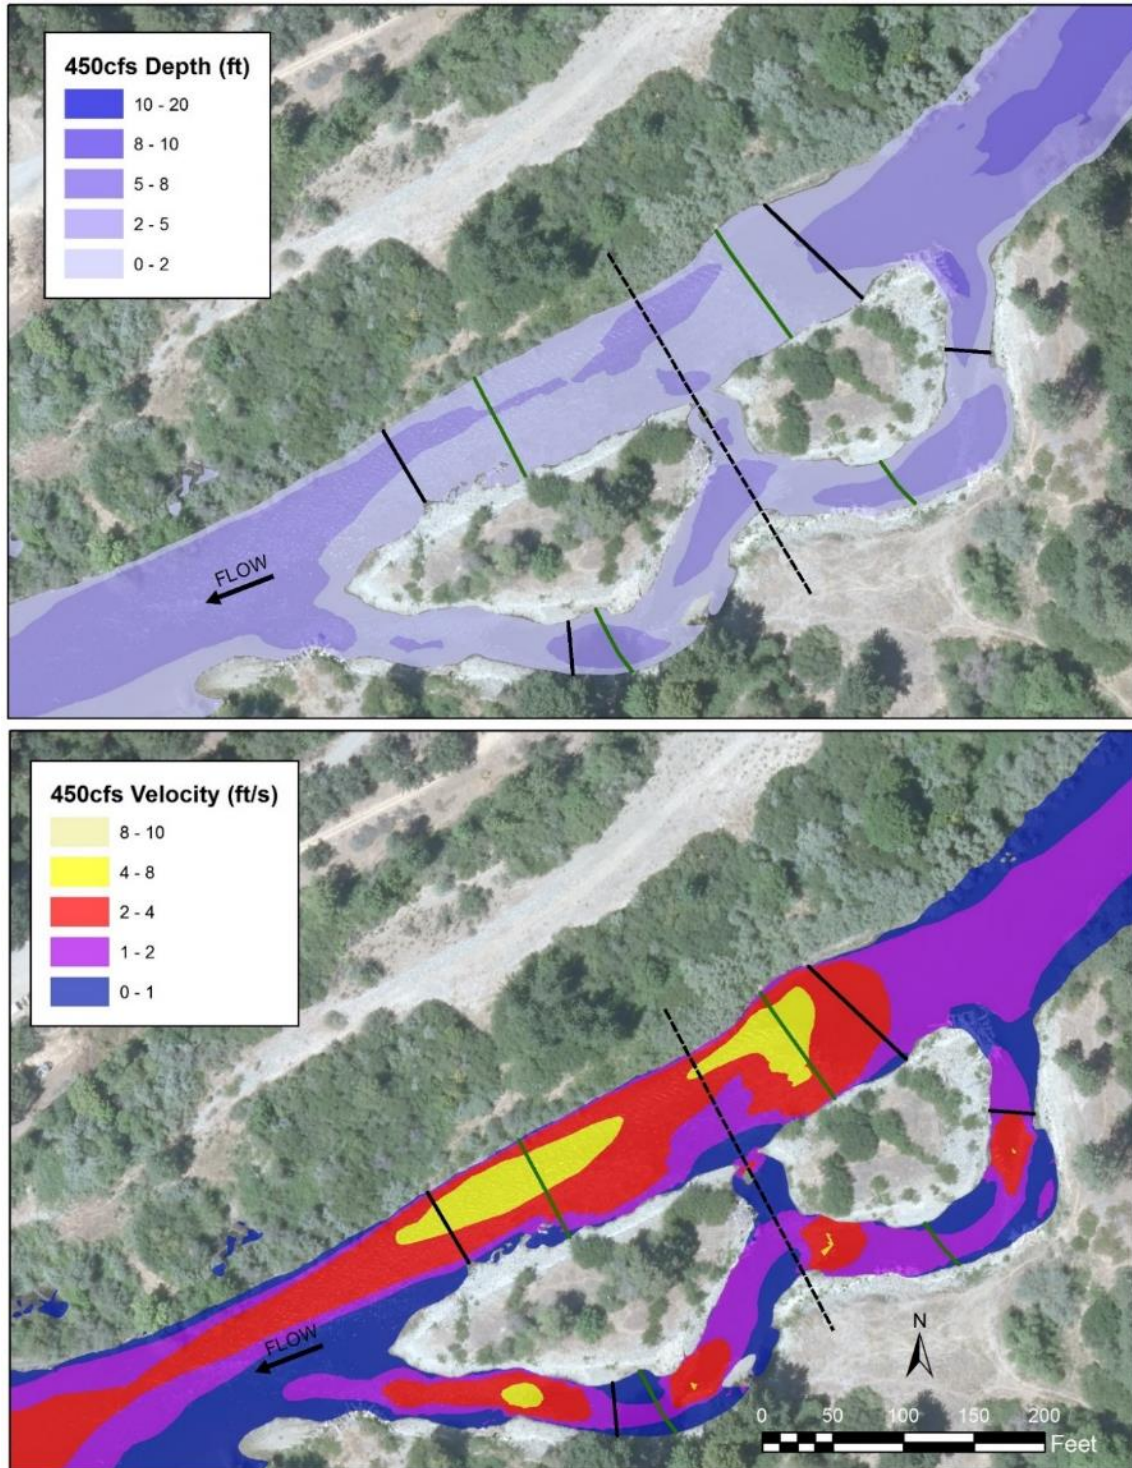 450cfs Depth (ft)
10 - 20
8 - 10
5 - 8
2 - 5
0 - 2
FLOW
450cfs Velocity (ft/s)
8 - 10
4 - 8
2 - 4
1 - 2
0 - 1
FLOW
N
0 50 100 150 200
Feet